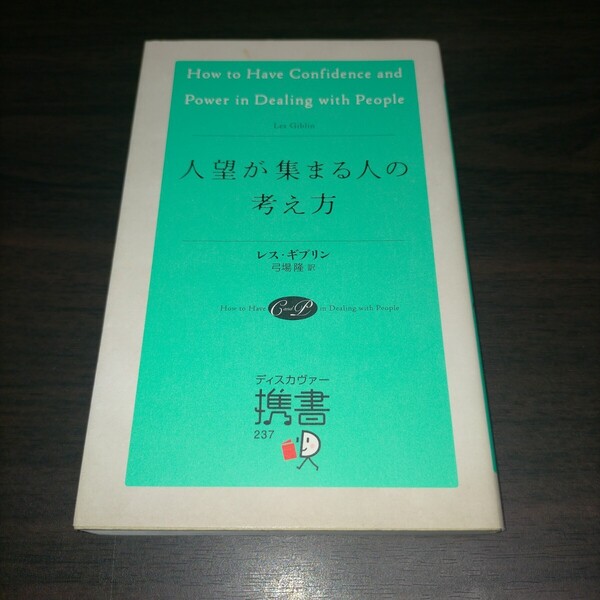 How to Have Confidence and
Power in Dealing with People
Les Giblin
人望が集まる人の
考え方
レス・ギブリン
弓場隆 訳
How to Have C and P in Dealing with People
ディスカヴァー
携書
237
D